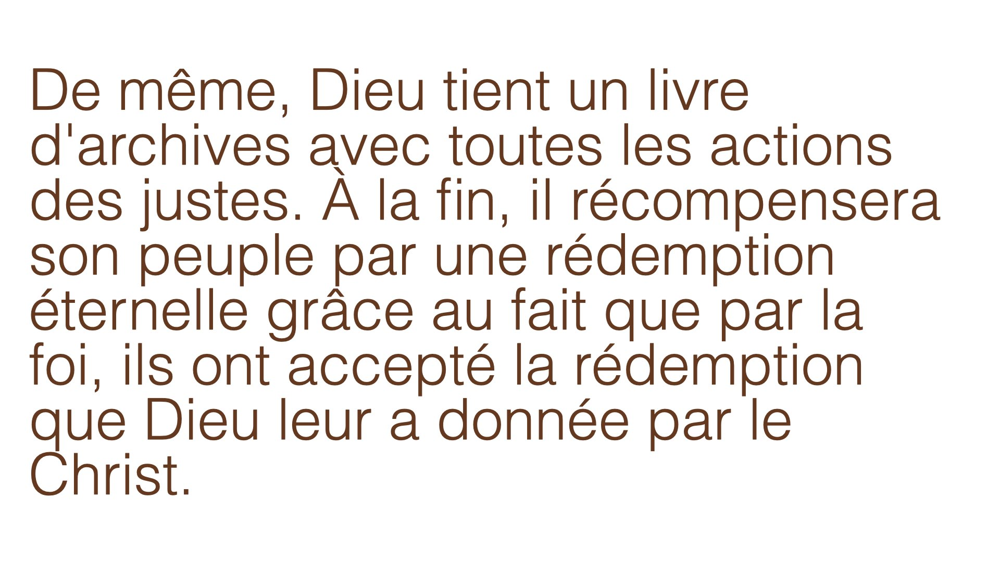 De même, Dieu tient un livre
d'archives avec toutes les actions
des justes. À la fin, il récompensera
son peuple par une rédemption
éternelle grâce au fait que par la
foi, ils ont accepté la rédemption
que Dieu leur a donnée par le
Christ.